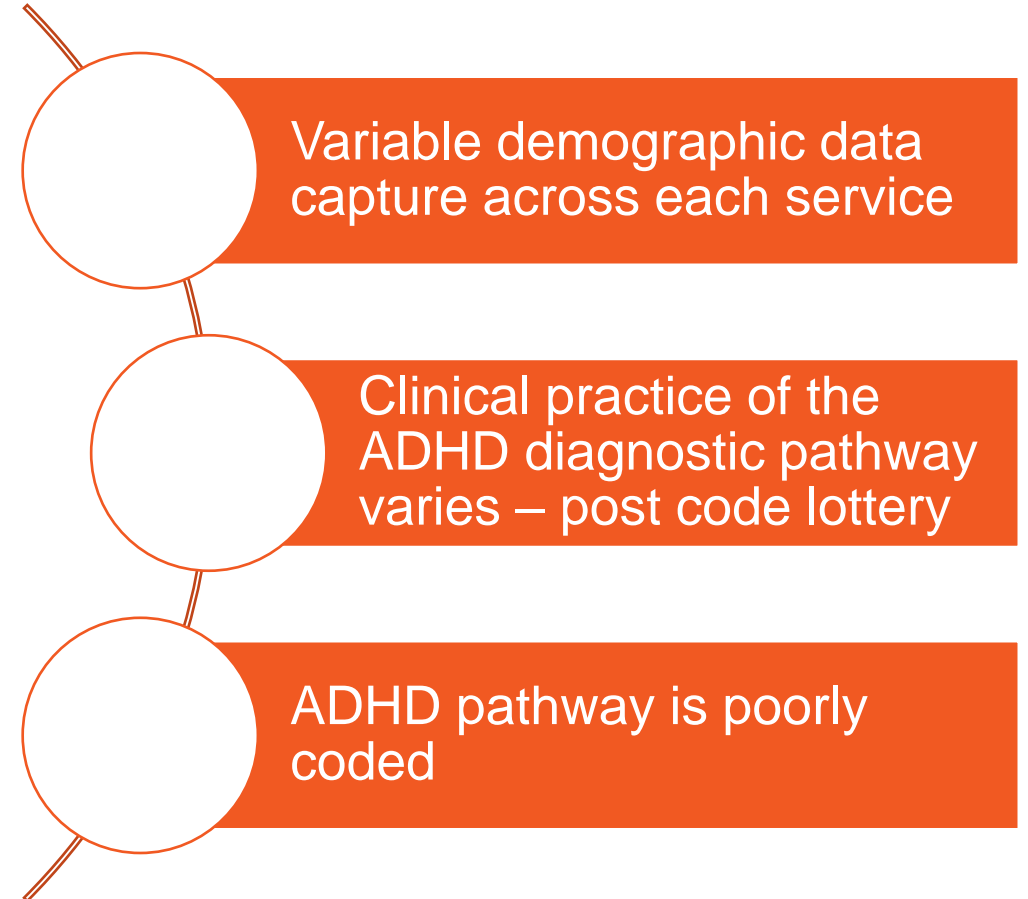 Variable demographic data
capture across each service
Clinical practice of the
ADHD diagnostic pathway
varies – post code lottery
ADHD pathway is poorly
coded